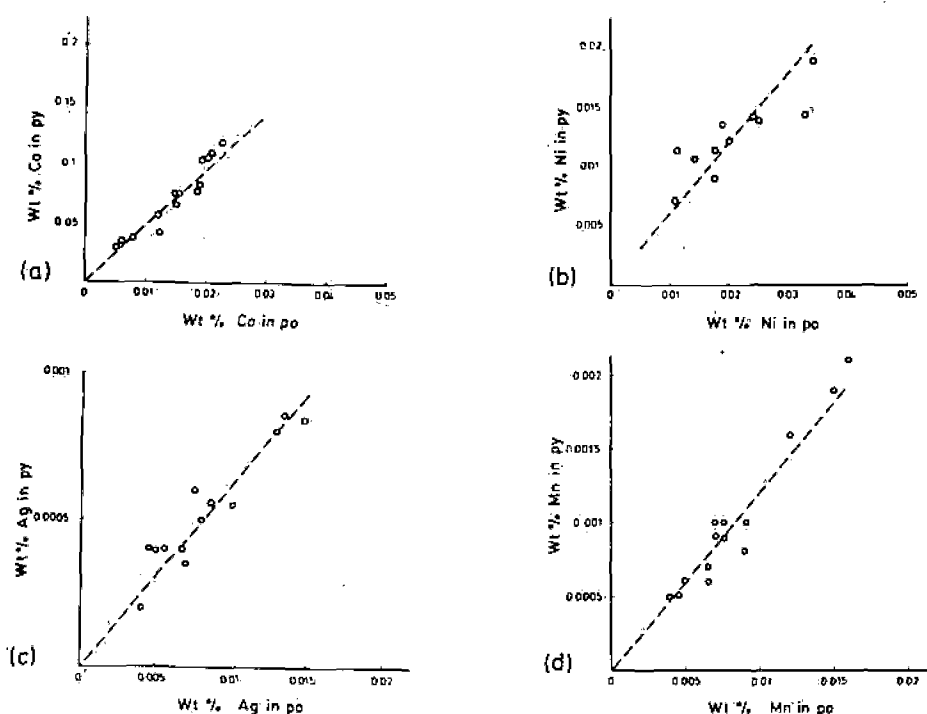 0.2
0.15
0.1
0.05
Wt % Co in py
(a)
0 0.01 0.02 0.03 0.04 0.05
Wt % Co in po
0.02
0.015
0.01
0.005
Wt % Ni in py
(b)
0 0.01 0.02 0.03 0.04 0.05
Wt % Ni in po
0.001
0.0005
Wt % Ag in py
(c)
0 0.005 0.01 0.015 0.02
Wt % Ag in po
0.002
0.0015
0.001
0.0005
Wt % Mn in py
(d)
0 0.005 0.01 0.015 0.02
Wt % Mn in po